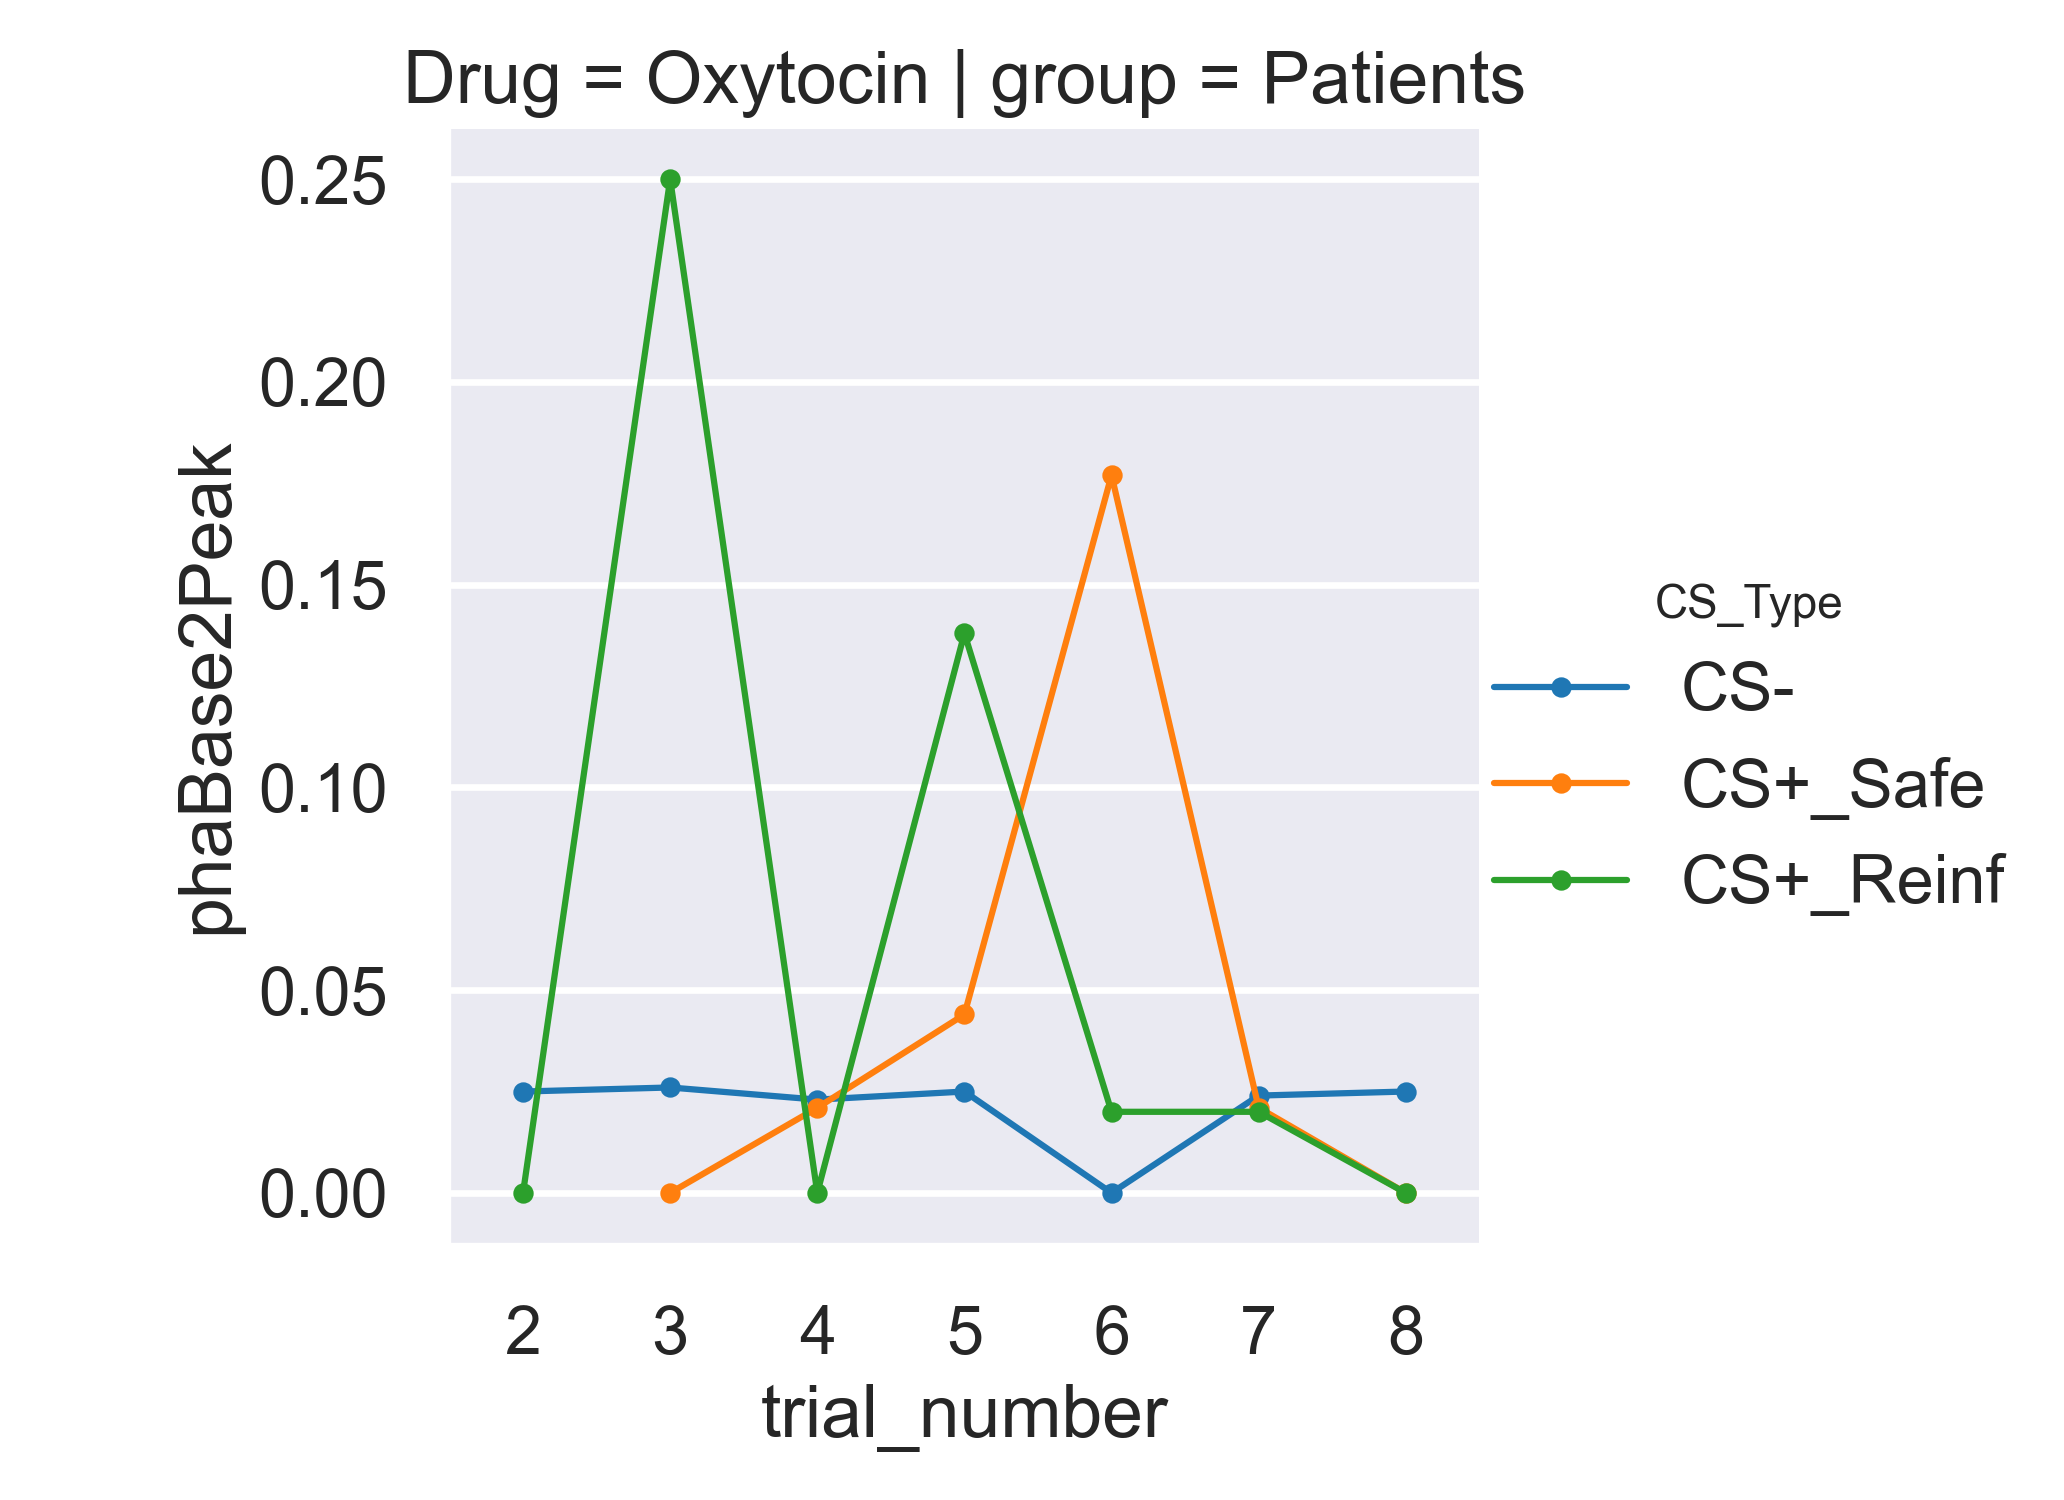 Drug = Oxytocin | group = Patients
0.25
0.20
0.15
0.10
0.05
0.00
phaBase2Peak
2 3 4 5 6 7 8
trial_number
CS_Type
CS-
CS+_Safe
CS+_Reinf